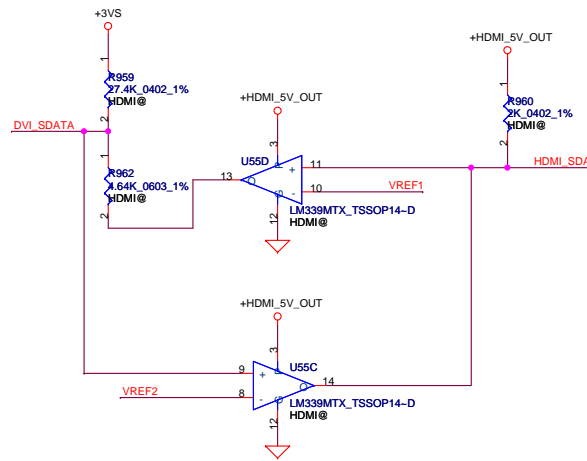 +3VS
+HDMI_5V_OUT
1
R959
27.4K_0402_1%
HDMI@
2
+HDMI_5V_OUT
1
R960
2K_0402_1%
HDMI@
2
DVI_SDATA
1
R962
4.64K_0603_1%
HDMI@
2
U55D
3
13
11
+
HDMI_SDA
10
-
VREF1
12
LM339MTX_TSSOP14~D
HDMI@
+HDMI_5V_OUT
3
U55C
9
+
14
VREF2
8
-
12
LM339MTX_TSSOP14~D
HDMI@